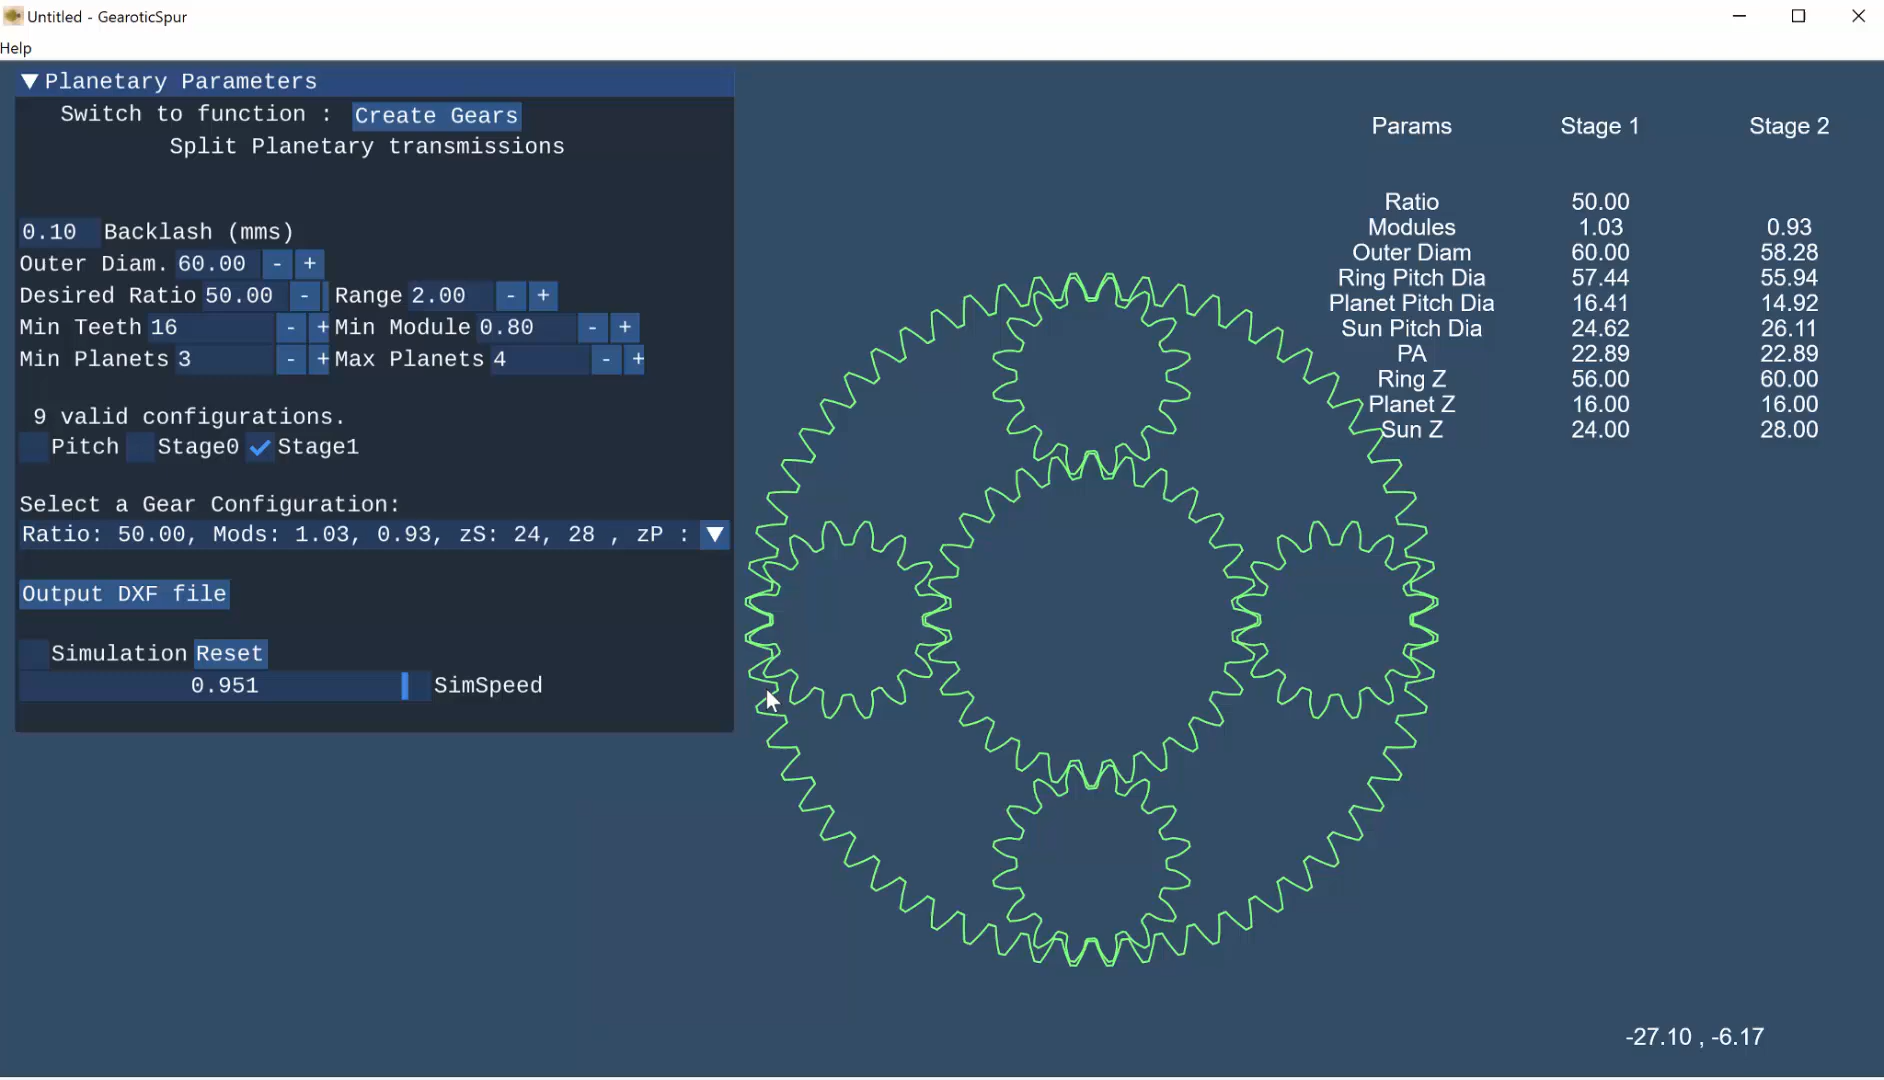 Untitled - GearoticSpur
Help
Planetary Parameters
Switch to function : Create Gears
Split Planetary transmissions
0.10 Backlash (mms)
Outer Diam. 60.00 - +
Desired Ratio 50.00 - Range 2.00 - +
Min Teeth 16 - + Min Module 0.80 - +
Min Planets 3 - + Max Planets 4 - +
9 valid configurations.
Pitch Stage0 Stage1
Select a Gear Configuration:
Ratio: 50.00, Mods: 1.03, 0.93, zS: 24, 28 , zP :
Output DXF file
Simulation Reset
0.951 SimSpeed
Params Stage 1 Stage 2
Ratio 50.00
Modules 1.03 0.93
Outer Diam 60.00 58.28
Ring Pitch Dia 57.44 55.94
Planet Pitch Dia 16.41 14.92
Sun Pitch Dia 24.62 26.11
PA 22.89 22.89
Ring Z 56.00 60.00
Planet Z 16.00 16.00
Sun Z 24.00 28.00
-27.10 , -6.17